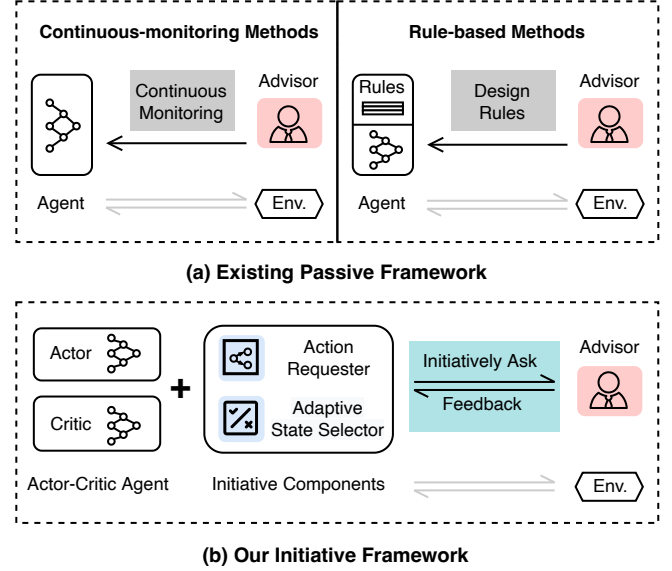 Continuous-monitoring Methods
Continuous
Monitoring
Advisor
Agent
Env.
Rule-based Methods
Rules
Design
Rules
Advisor
Agent
Env.
(a) Existing Passive Framework
Actor
Critic
+
Action
Requester
Adaptive
State Selector
Initiatively Ask
Feedback
Advisor
Actor-Critic Agent
Initiative Components
Env.
(b) Our Initiative Framework